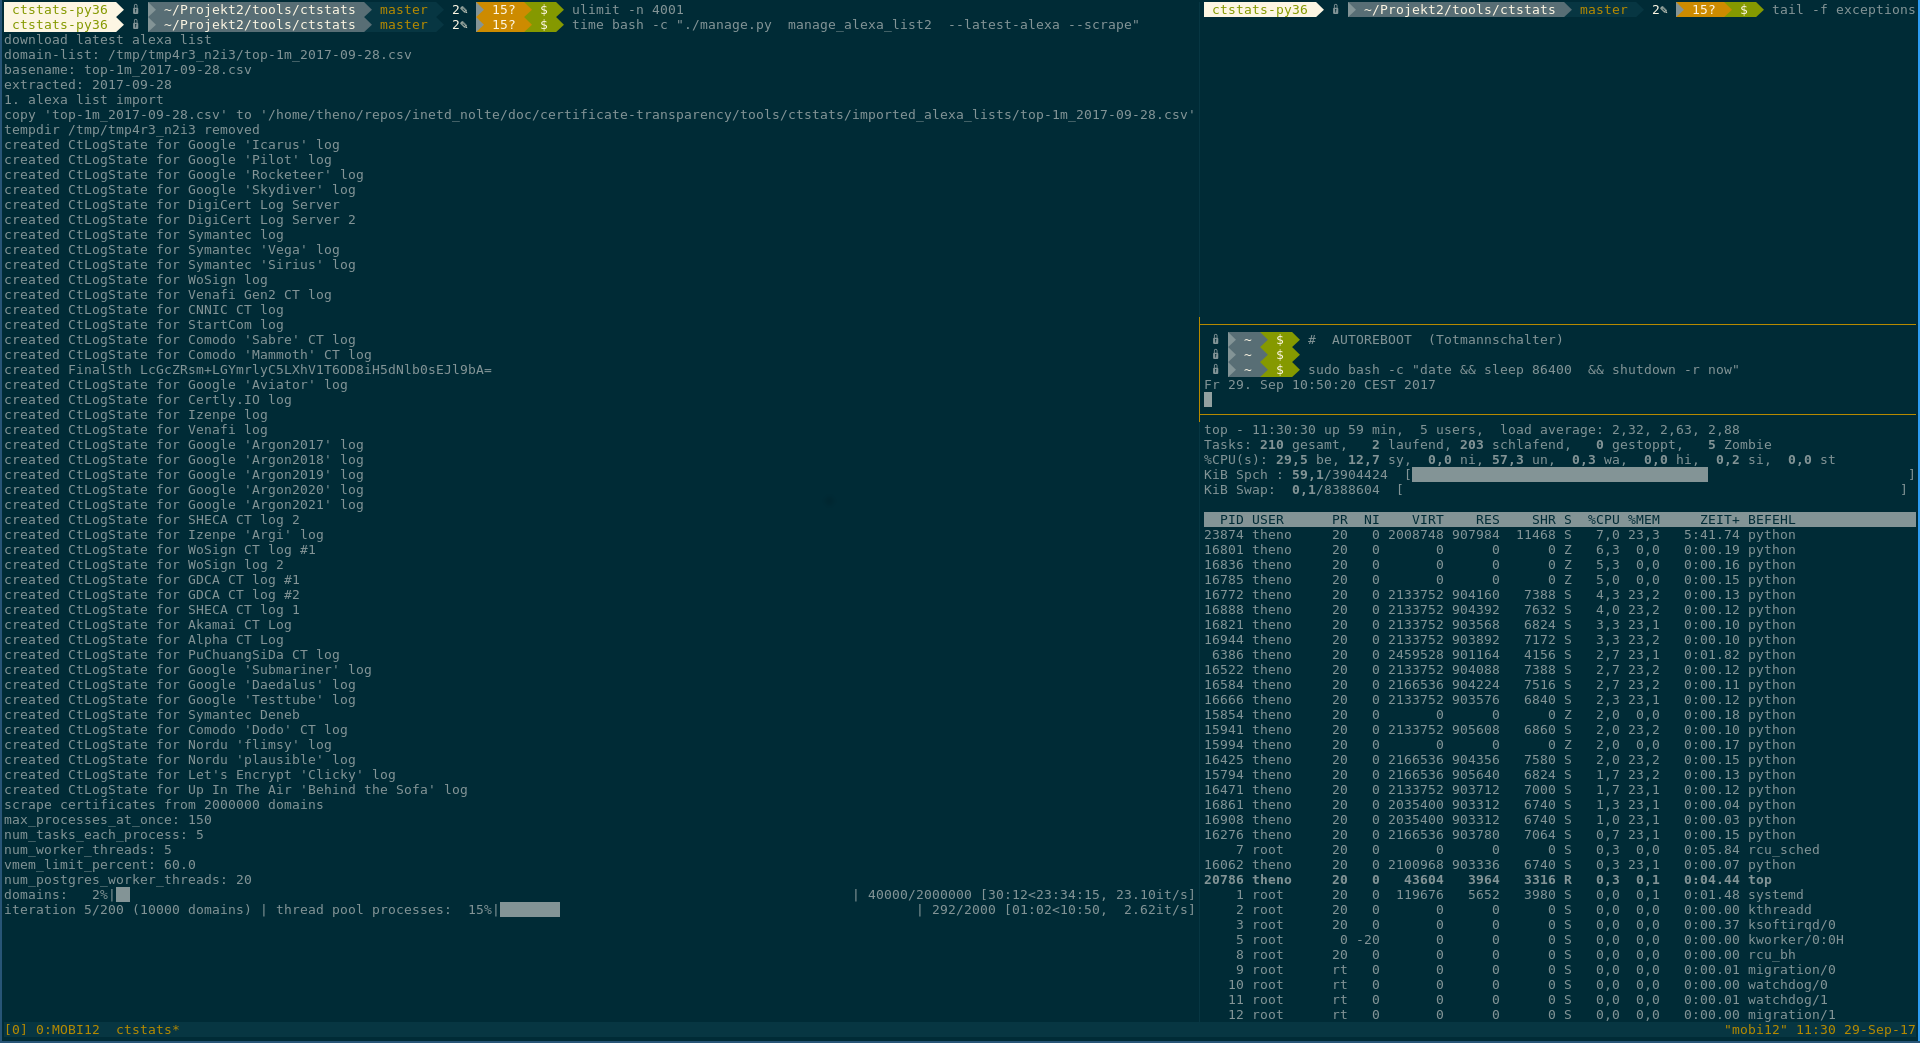 ctstats-py36 ~/Projekt2/tools/ctstats master 2✎ 15? $ ulimit -n 4001
ctstats-py36 ~/Projekt2/tools/ctstats master 2✎ 15? $ time bash -c "./manage.py  manage_alexa_list2  --latest-alexa --scrape"
download latest alexa list
domain-list: /tmp/tmp4r3_n2i3/top-1m_2017-09-28.csv
basename: top-1m_2017-09-28.csv
extracted: 2017-09-28
1. alexa list import
copy 'top-1m_2017-09-28.csv' to '/home/theno/repos/inetd_nolte/doc/certificate-transparency/tools/ctstats/imported_alexa_lists/top-1m_2017-09-28.csv'
tempdir /tmp/tmp4r3_n2i3 removed
created CtLogState for Google 'Icarus' log
created CtLogState for Google 'Pilot' log
created CtLogState for Google 'Rocketeer' log
created CtLogState for Google 'Skydiver' log
created CtLogState for DigiCert Log Server
created CtLogState for DigiCert Log Server 2
created CtLogState for Symantec log
created CtLogState for Symantec 'Vega' log
created CtLogState for Symantec 'Sirius' log
created CtLogState for WoSign log
created CtLogState for Venafi Gen2 CT log
created CtLogState for CNNIC CT log
created CtLogState for StartCom log
created CtLogState for Comodo 'Sabre' CT log
created CtLogState for Comodo 'Mammoth' CT log
created FinalSth LcGcZRsm+LGYmrlyC5LXhV1T6OD8iH5dNlb0sEJl9bA=
created CtLogState for Google 'Aviator' log
created CtLogState for Certly.IO log
created CtLogState for Izenpe log
created CtLogState for Venafi log
created CtLogState for Google 'Argon2017' log
created CtLogState for Google 'Argon2018' log
created CtLogState for Google 'Argon2019' log
created CtLogState for Google 'Argon2020' log
created CtLogState for Google 'Argon2021' log
created CtLogState for SHECA CT log 2
created CtLogState for Izenpe 'Argi' log
created CtLogState for WoSign CT log #1
created CtLogState for WoSign log 2
created CtLogState for GDCA CT log #1
created CtLogState for GDCA CT log #2
created CtLogState for SHECA CT log 1
created CtLogState for Akamai CT Log
created CtLogState for Alpha CT Log
created CtLogState for PuChuangSiDa CT log
created CtLogState for Google 'Submariner' log
created CtLogState for Google 'Daedalus' log
created CtLogState for Google 'Testtube' log
created CtLogState for Symantec Deneb
created CtLogState for Comodo 'Dodo' CT log
created CtLogState for Nordu 'flimsy' log
created CtLogState for Nordu 'plausible' log
created CtLogState for Let's Encrypt 'Clicky' log
created CtLogState for Up In The Air 'Behind the Sofa' log
scrape certificates from 2000000 domains
max_processes_at_once: 150
num_tasks_each_process: 5
num_worker_threads: 5
vmem_limit_percent: 60.0
num_postgres_worker_threads: 20
domains:   2%| | 40000/2000000 [30:12<23:34:15, 23.10it/s]
iteration 5/200 (10000 domains) | thread pool processes:  15%| | 292/2000 [01:02<10:50,  2.62it/s]
ctstats-py36 ~/Projekt2/tools/ctstats master 2✎ 15? $ tail -f exceptions
~ $ #  AUTOREBOOT  (Totmannschalter)
~ $
~ $ sudo bash -c "date && sleep 86400  && shutdown -r now"
Fr 29. Sep 10:50:20 CEST 2017
top - 11:30:30 up 59 min,  5 users,  load average: 2,32, 2,63, 2,88
Tasks: 210 gesamt,   2 laufend, 203 schlafend,   0 gestoppt,   5 Zombie
%CPU(s): 29,5 be, 12,7 sy,  0,0 ni, 57,3 un,  0,3 wa,  0,0 hi,  0,2 si,  0,0 st
KiB Spch : 59,1/3904424  [ ]
KiB Swap:  0,1/8388604  [ ]
PID USER PR NI VIRT RES SHR S %CPU %MEM ZEIT+ BEFEHL
23874 theno 20 0 2008748 907984 11468 S 7,0 23,3 5:41.74 python
16801 theno 20 0 0 0 0 Z 6,3 0,0 0:00.19 python
16836 theno 20 0 0 0 0 Z 5,3 0,0 0:00.16 python
16785 theno 20 0 0 0 0 Z 5,0 0,0 0:00.15 python
16772 theno 20 0 2133752 904160 7388 S 4,3 23,2 0:00.13 python
16888 theno 20 0 2133752 904392 7632 S 4,0 23,2 0:00.12 python
16821 theno 20 0 2133752 903568 6824 S 3,3 23,1 0:00.10 python
16944 theno 20 0 2133752 903892 7172 S 3,3 23,2 0:00.10 python
6386 theno 20 0 2459528 901164 4156 S 2,7 23,1 0:01.82 python
16522 theno 20 0 2133752 904088 7388 S 2,7 23,2 0:00.12 python
16584 theno 20 0 2166536 904224 7516 S 2,7 23,2 0:00.11 python
16666 theno 20 0 2133752 903576 6840 S 2,3 23,1 0:00.12 python
15854 theno 20 0 0 0 0 Z 2,0 0,0 0:00.18 python
15941 theno 20 0 2133752 905608 6860 S 2,0 23,2 0:00.10 python
15994 theno 20 0 0 0 0 Z 2,0 0,0 0:00.17 python
16425 theno 20 0 2166536 904356 7580 S 2,0 23,2 0:00.15 python
15794 theno 20 0 2166536 905640 6824 S 1,7 23,2 0:00.13 python
16471 theno 20 0 2133752 903712 7000 S 1,7 23,1 0:00.12 python
16861 theno 20 0 2035400 903312 6740 S 1,3 23,1 0:00.04 python
16908 theno 20 0 2035400 903312 6740 S 1,0 23,1 0:00.03 python
16276 theno 20 0 2166536 903780 7064 S 0,7 23,1 0:00.15 python
7 root 20 0 0 0 0 S 0,3 0,0 0:05.84 rcu_sched
16062 theno 20 0 2100968 903336 6740 S 0,3 23,1 0:00.07 python
20786 theno 20 0 43604 3964 3316 R 0,3 0,1 0:04.44 top
1 root 20 0 119676 5652 3980 S 0,0 0,1 0:01.48 systemd
2 root 20 0 0 0 0 S 0,0 0,0 0:00.00 kthreadd
3 root 20 0 0 0 0 S 0,0 0,0 0:00.37 ksoftirqd/0
5 root 0 -20 0 0 0 S 0,0 0,0 0:00.00 kworker/0:0H
8 root 20 0 0 0 0 S 0,0 0,0 0:00.00 rcu_bh
9 root rt 0 0 0 0 S 0,0 0,0 0:00.01 migration/0
10 root rt 0 0 0 0 S 0,0 0,0 0:00.00 watchdog/0
11 root rt 0 0 0 0 S 0,0 0,0 0:00.01 watchdog/1
12 root rt 0 0 0 0 S 0,0 0,0 0:00.00 migration/1
[0] 0:MOBI12  ctstats* "mobi12" 11:30 29-Sep-17